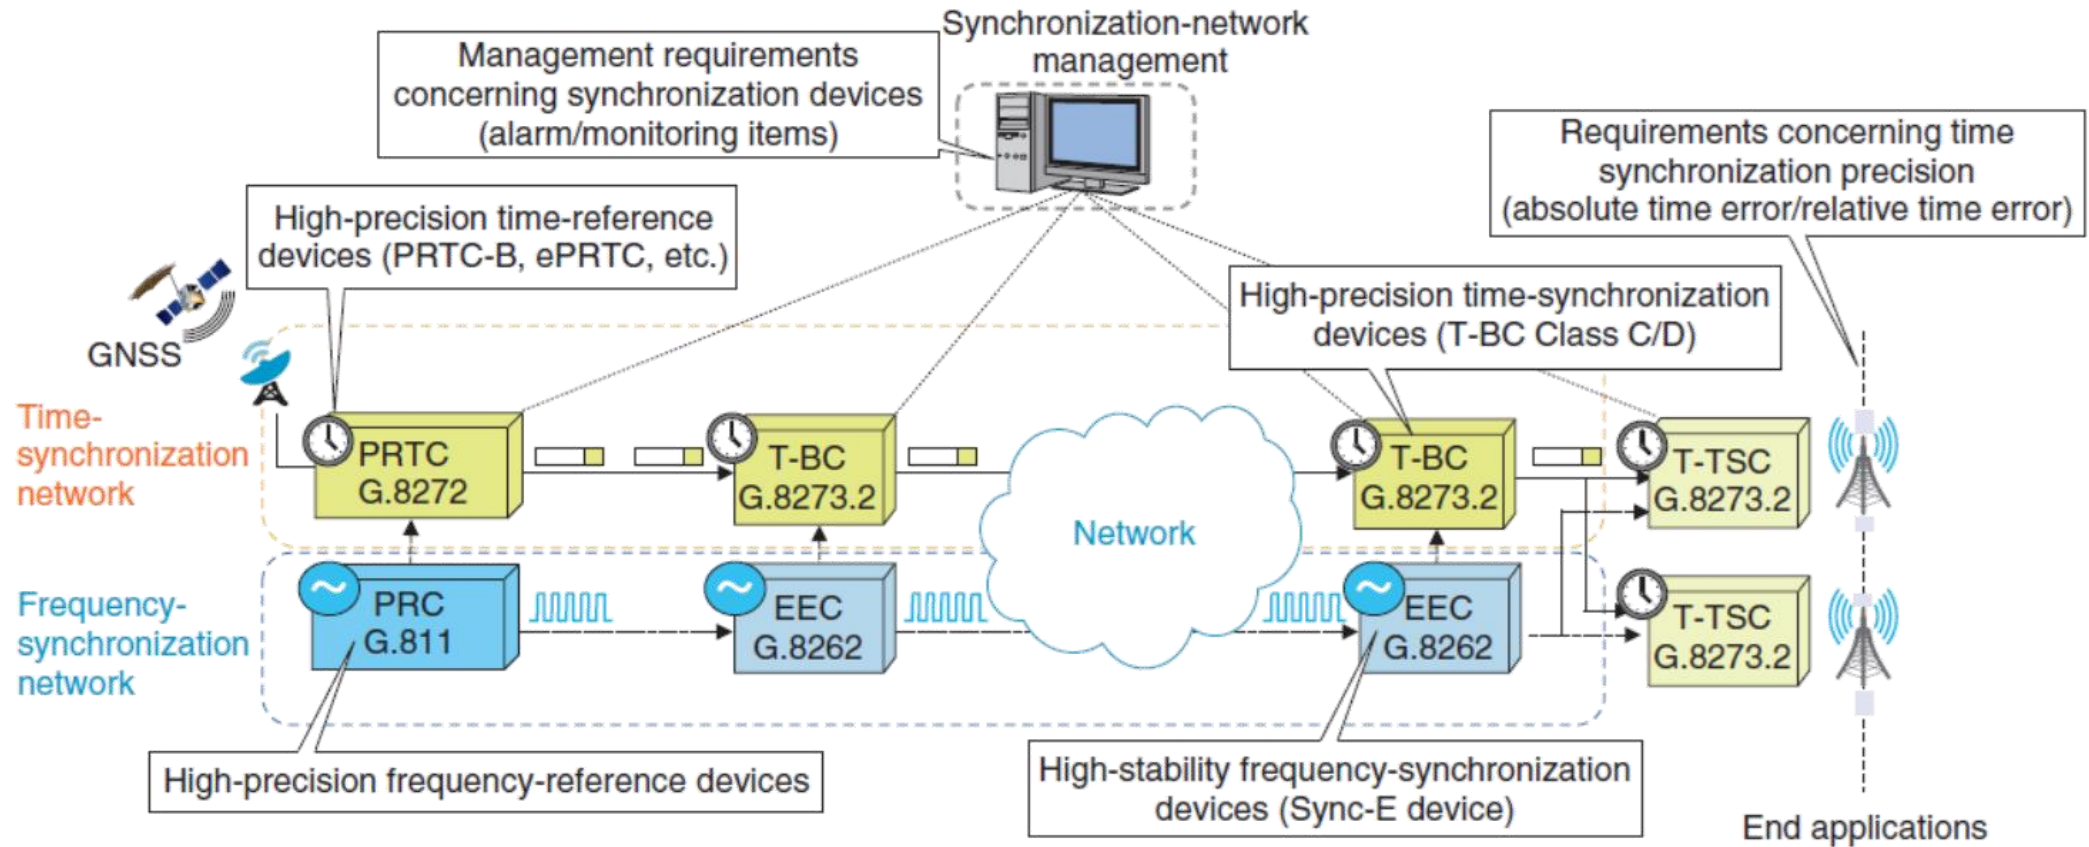 Synchronization-network
management
Management requirements
concerning synchronization devices
(alarm/monitoring items)
Requirements concerning time
synchronization precision
(absolute time error/relative time error)
High-precision time-reference
devices (PRTC-B, ePRTC, etc.)
High-precision time-synchronization
devices (T-BC Class C/D)
GNSS
Time-
synchronization
network
PRTC
G.8272
T-BC
G.8273.2
T-BC
G.8273.2
T-TSC
G.8273.2
Network
Frequency-
synchronization
network
PRC
G.811
EEC
G.8262
EEC
G.8262
T-TSC
G.8273.2
High-precision frequency-reference devices
High-stability frequency-synchronization
devices (Sync-E device)
End applications